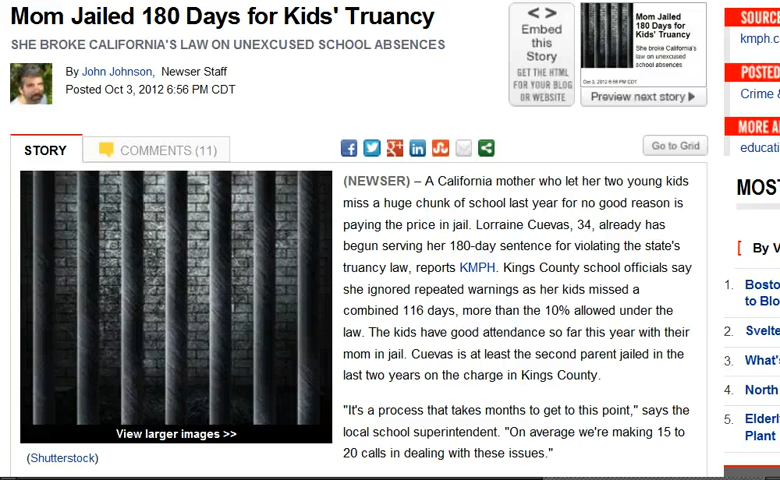 Mom Jailed 180 Days for Kids' Truancy
SHE BROKE CALIFORNIA'S LAW ON UNEXCUSED SCHOOL ABSENCES
By John Johnson, Newser Staff
Posted Oct 3, 2012 6:56 PM CDT
< >
Embed
this
Story
GET THE HTML
FOR YOUR BLOG
OR WEBSITE
Mom Jailed
180 Days for
Kids' Truancy
She broke California's
law on unexcused
school absences
Oct 3, 2012 6:56 PM CDT
Preview next story
STORY
COMMENTS (11)
Go to Grid
View larger images >>
(Shutterstock)
(NEWSER) – A California mother who let her two young kids
miss a huge chunk of school last year for no good reason is
paying the price in jail. Lorraine Cuevas, 34, already has
begun serving her 180-day sentence for violating the state's
truancy law, reports KMPH. Kings County school officials say
she ignored repeated warnings as her kids missed a
combined 116 days, more than the 10% allowed under the
law. The kids have good attendance so far this year with their
mom in jail. Cuevas is at least the second parent jailed in the
last two years on the charge in Kings County.
"It's a process that takes months to get to this point," says the
local school superintendent. "On average we're making 15 to
20 calls in dealing with these issues."
SOURC
kmph.c
POSTED
Crime &
MORE A
educati
MOST
[ By V
1. Bosto
to Blo
2. Svelte
3. What's
4. North
5. Elderl
Plant